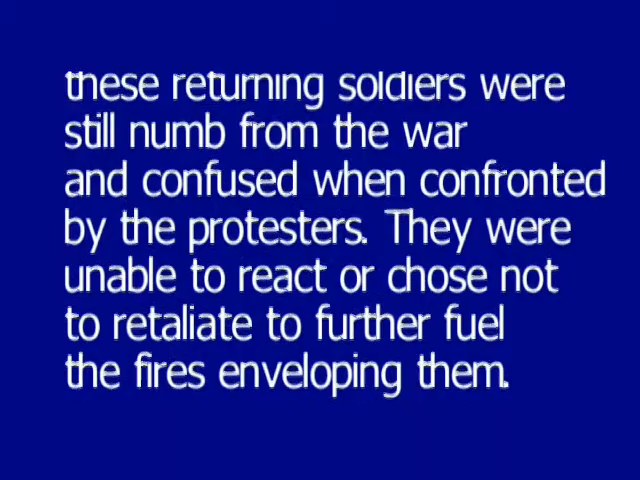 these returning soldiers were
still numb from the war
and confused when confronted
by the protesters. They were
unable to react or chose not
to retaliate to further fuel
the fires enveloping them.